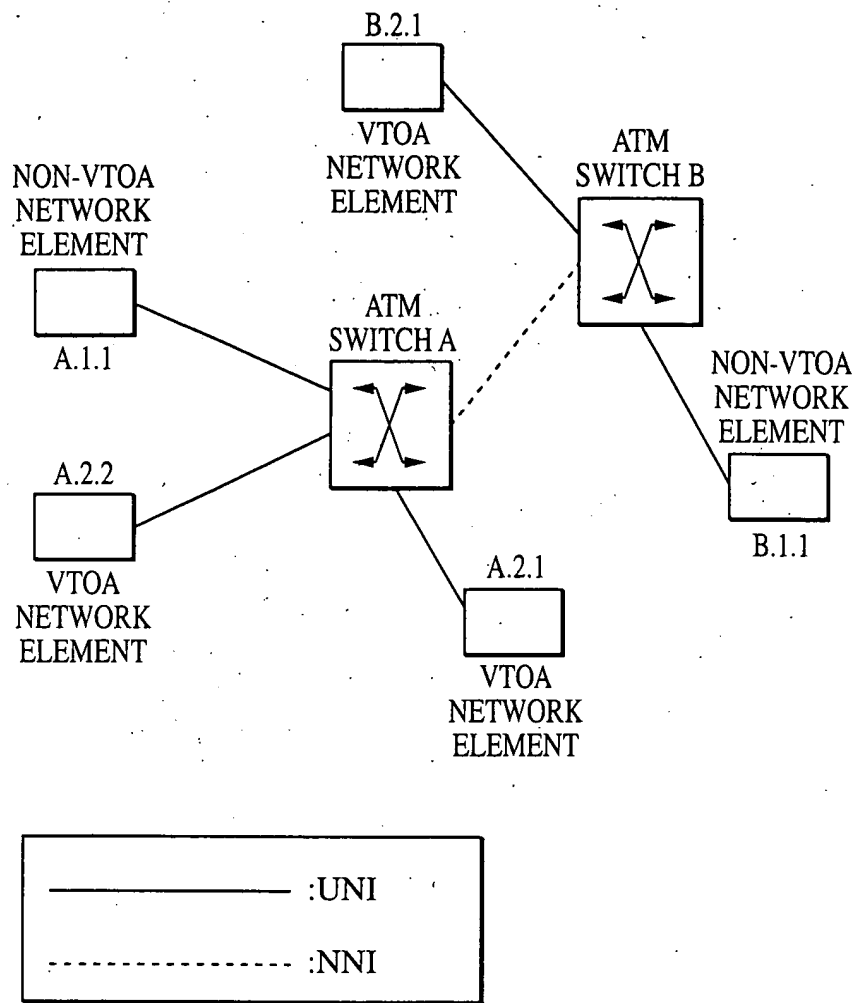 B.2.1
VTOA
NETWORK
ELEMENT
ATM
SWITCH B
NON-VTOA
NETWORK
ELEMENT
A.1.1
ATM
SWITCH A
NON-VTOA
NETWORK
ELEMENT
B.1.1
A.2.2
VTOA
NETWORK
ELEMENT
A.2.1
VTOA
NETWORK
ELEMENT
:UNI
:NNI